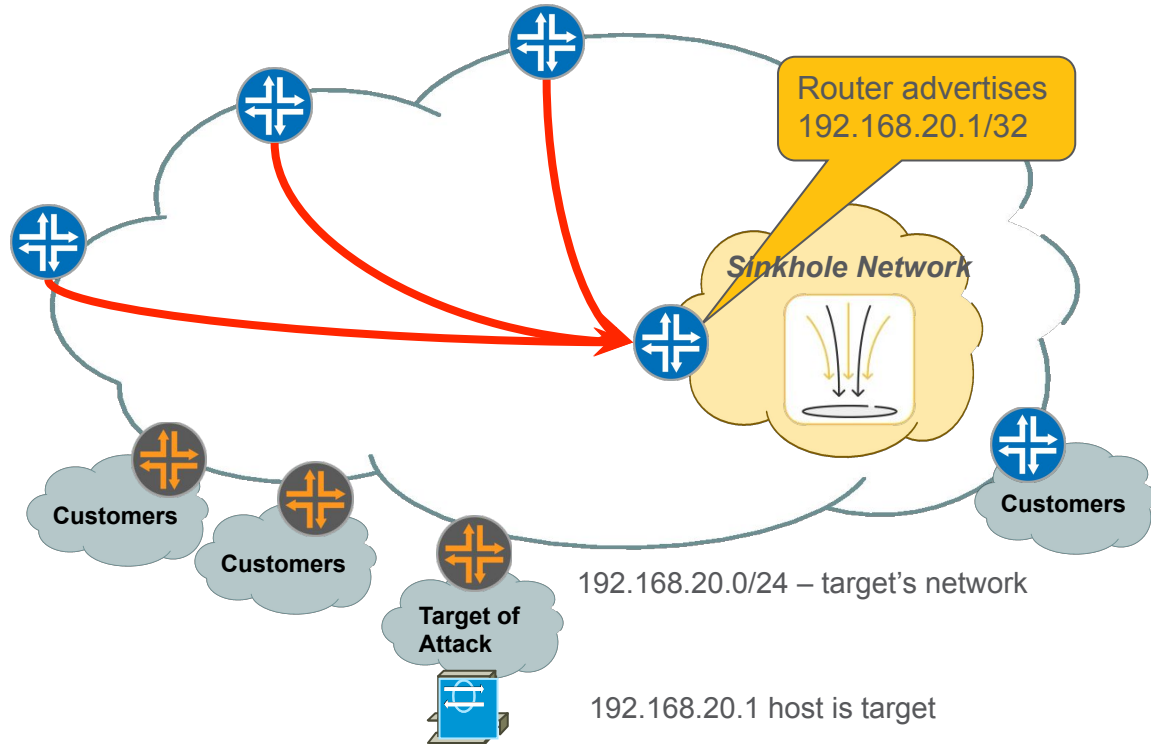 Router advertises
192.168.20.1/32
Sinkhole Network
Customers
Customers
Customers
192.168.20.0/24 – target's network
Target of
Attack
192.168.20.1 host is target